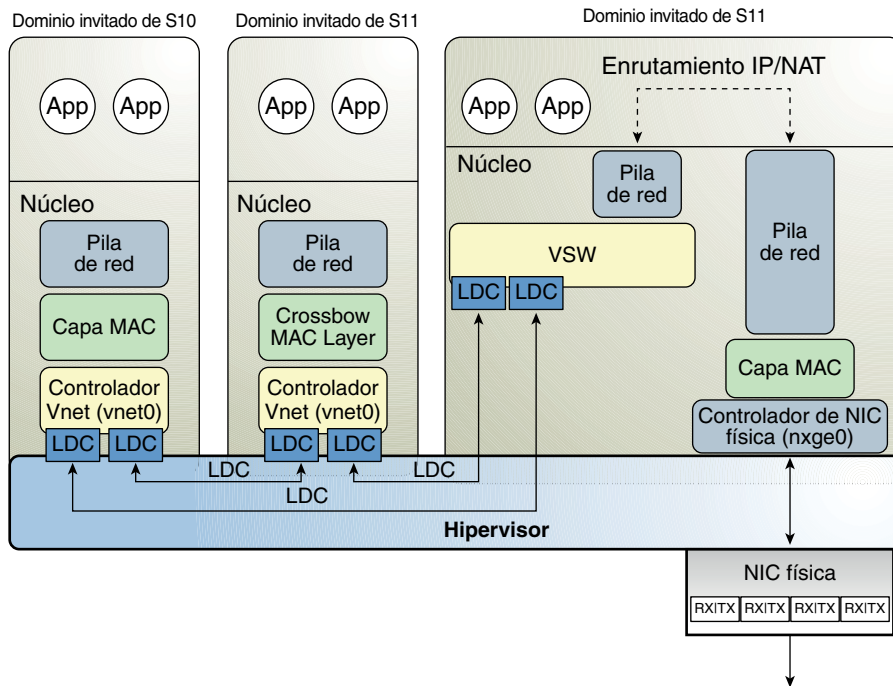 Dominio invitado de S10
Dominio invitado de S11
Dominio invitado de S11
App
App
Núcleo
Pila
de red
Capa MAC
Controlador
Vnet (vnet0)
LDC
LDC
App
App
Núcleo
Pila
de red
Crossbow
MAC Layer
Controlador
Vnet (vnet0)
LDC
LDC
Enrutamiento IP/NAT
App
App
Núcleo
Pila
de red
VSW
LDC
LDC
Pila
de red
Capa MAC
Controlador de NIC
física (nxge0)
LDC
LDC
LDC
Hipervisor
NIC física
RX|TX
RX|TX
RX|TX
RX|TX